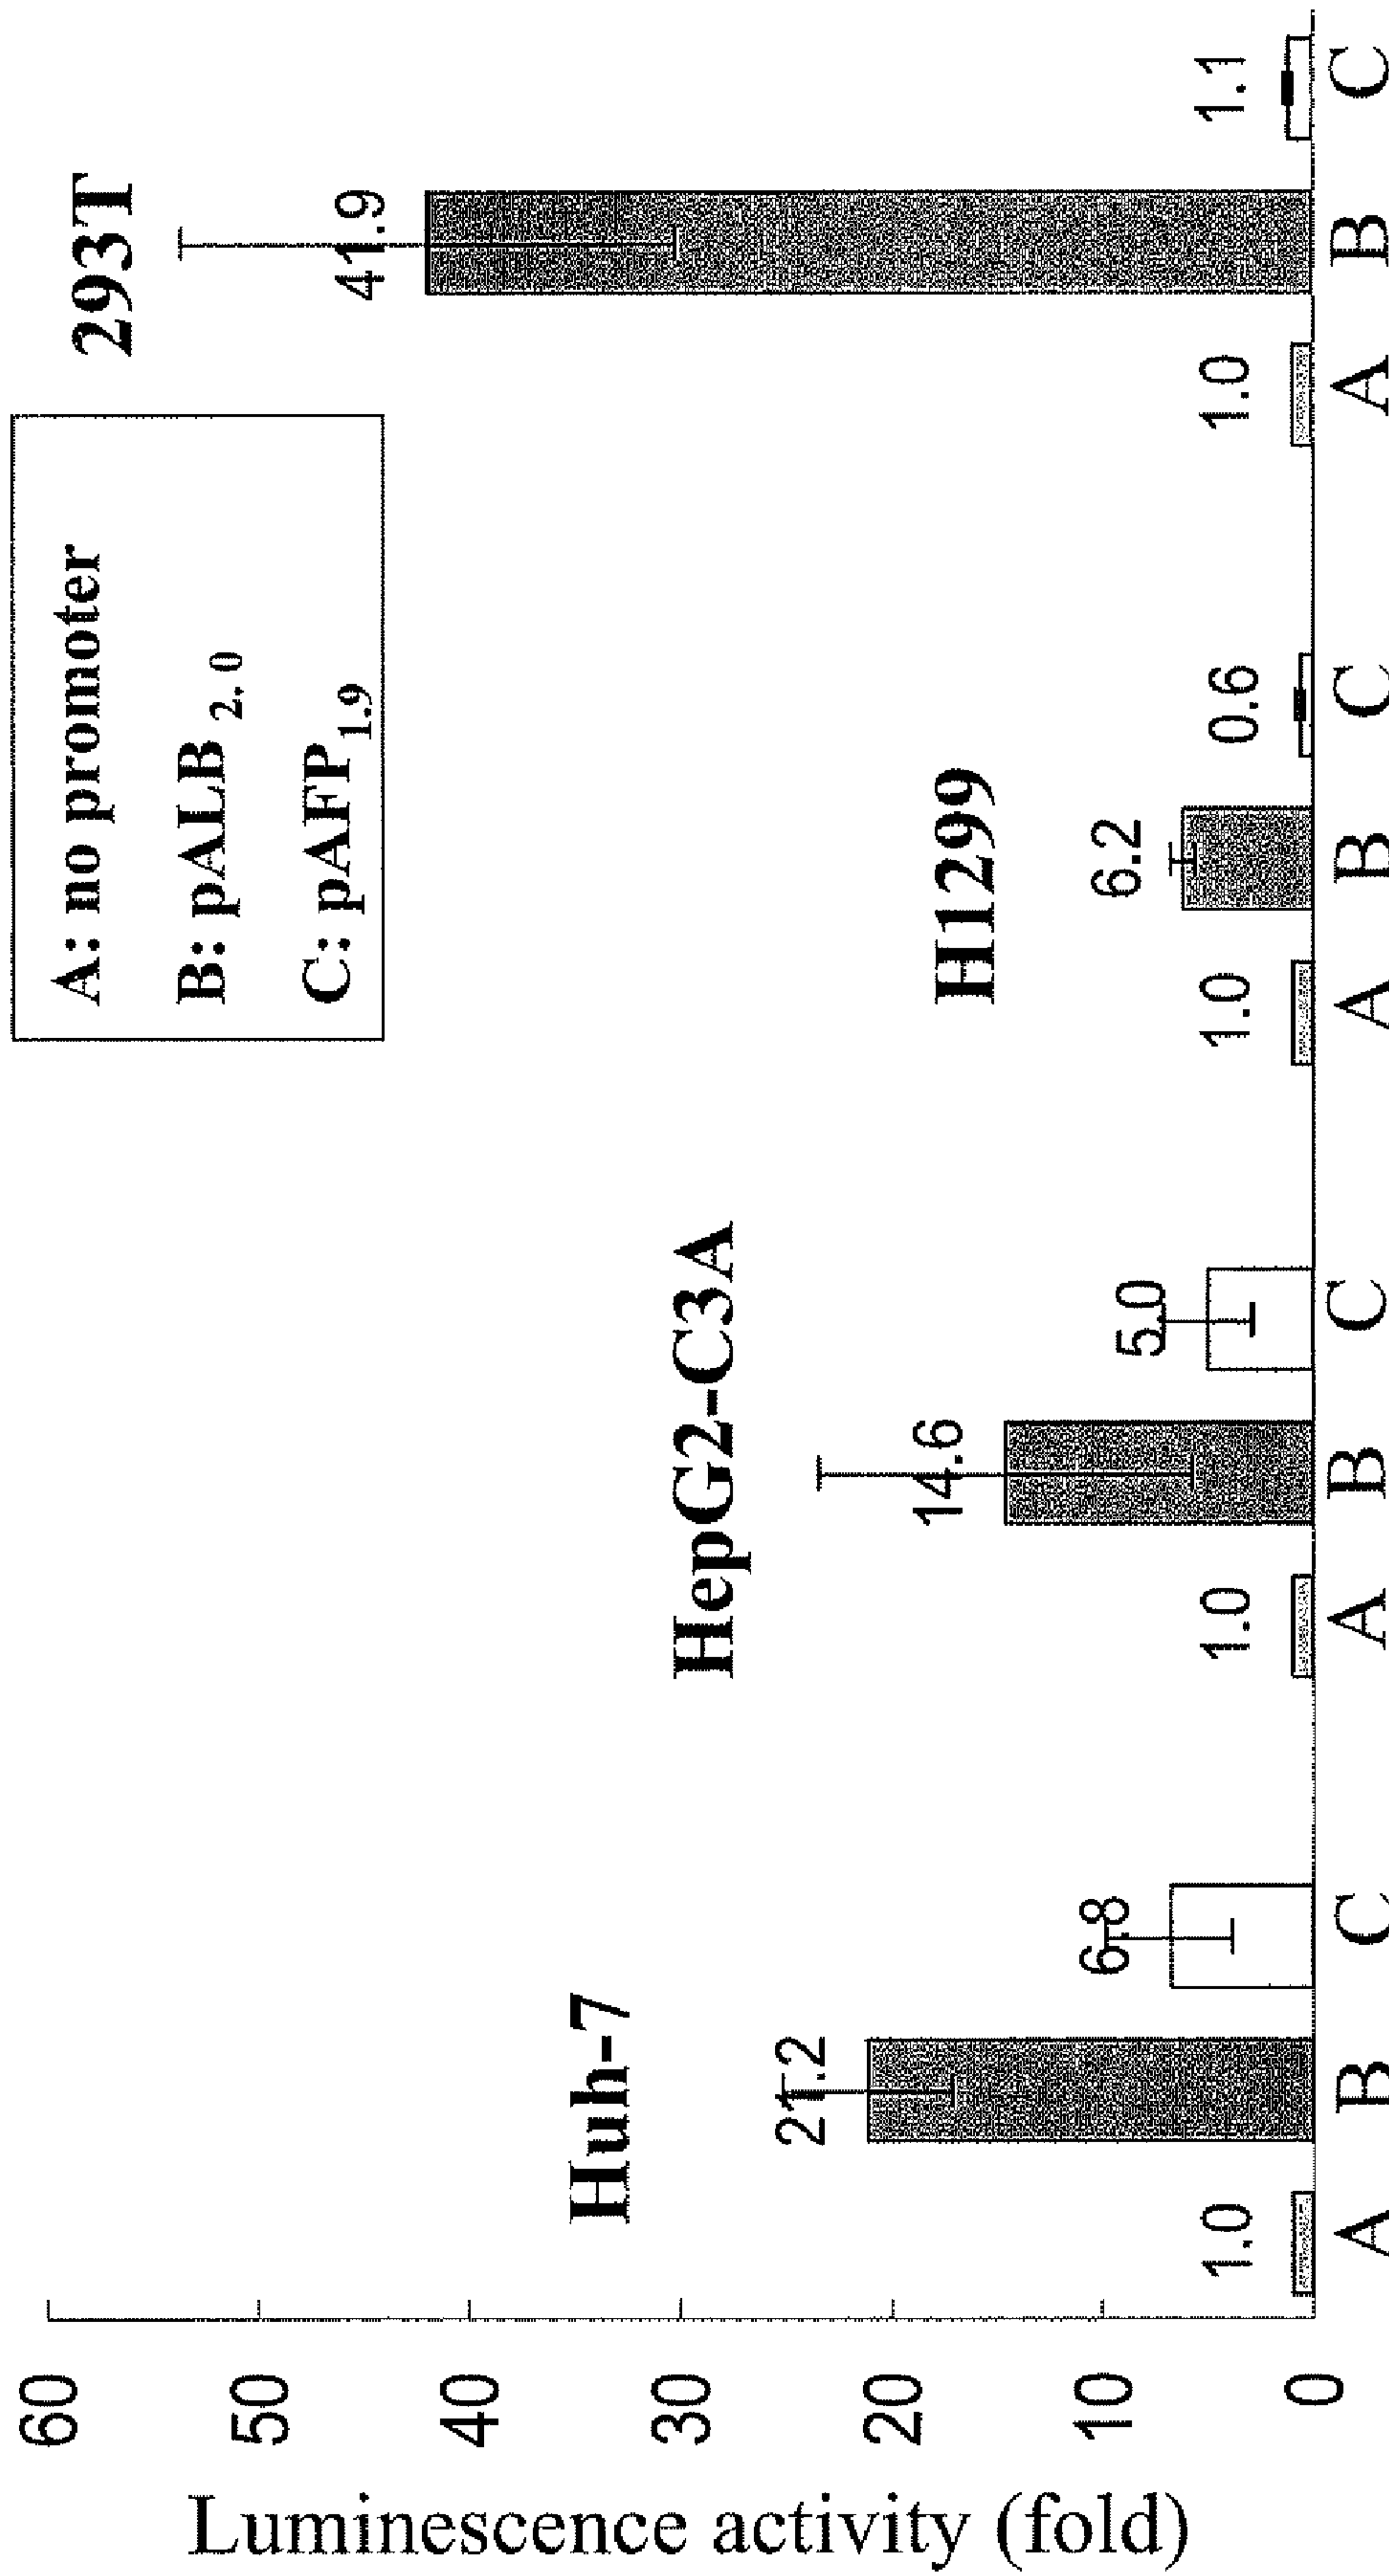 Luminescence activity (fold)
60
50
40
30
20
10
0
A: no promoter
B: pALB 2.0
C: pAFP1.9
Huh-7
HepG2-C3A
H1299
293T
1.0
21.2
6.8
1.0
14.6
5.0
1.0
6.2
0.6
1.0
41.9
1.1
A B C A B C A B C A B C